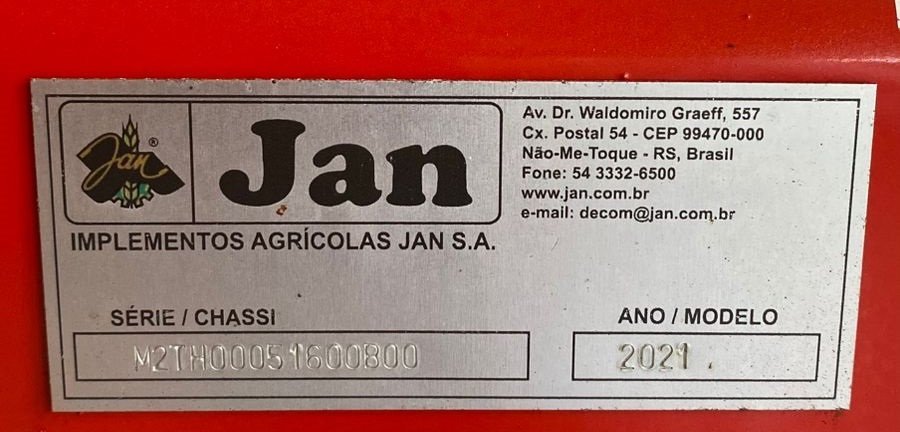 Jan®
Jan
IMPLEMENTOS AGRÍCOLAS JAN S.A.
Av. Dr. Waldomiro Graeff, 557
Cx. Postal 54 - CEP 99470-000
Não-Me-Toque - RS, Brasil
Fone: 54 3332-6500
www.jan.com.br
e-mail: decom@jan.com.br
SÉRIE / CHASSI
M2TH00051600800
ANO / MODELO
2021 .